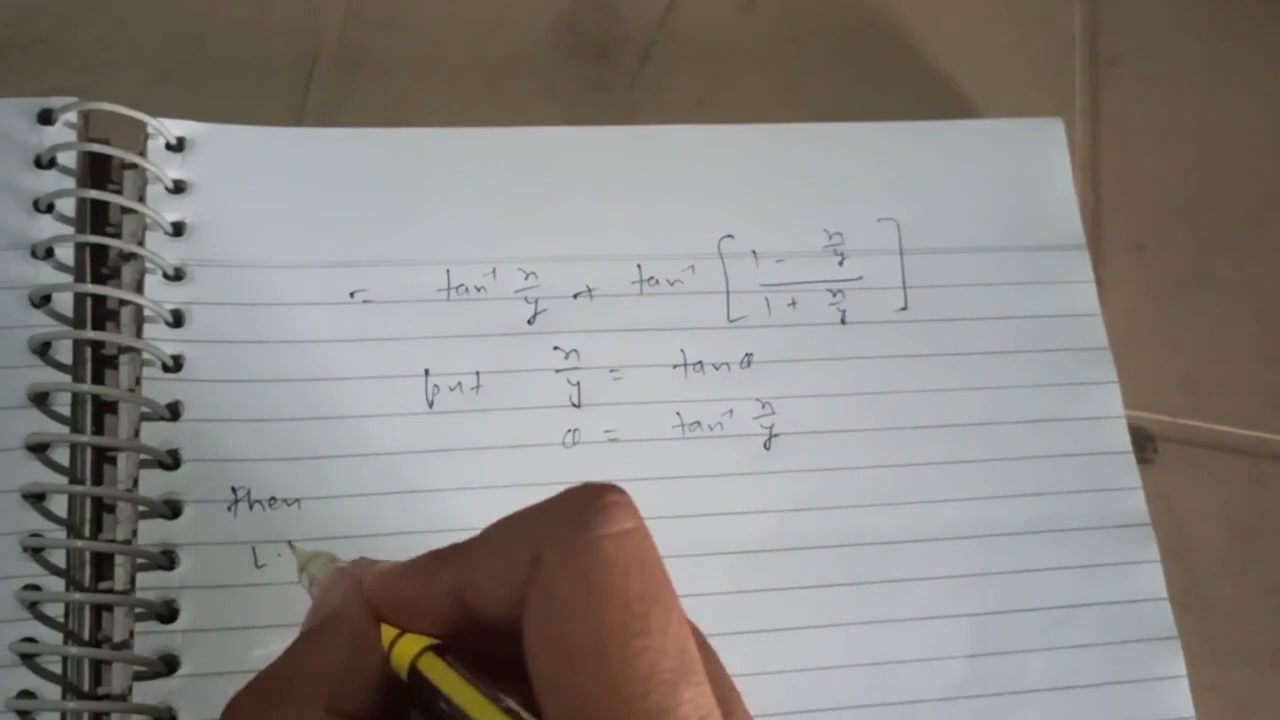 = tan⁻¹ x/y + tan⁻¹ [(1 - x/y)/(1 + x/y)]
put x/y = tanθ
θ = tan⁻¹ x/y
Then
L.